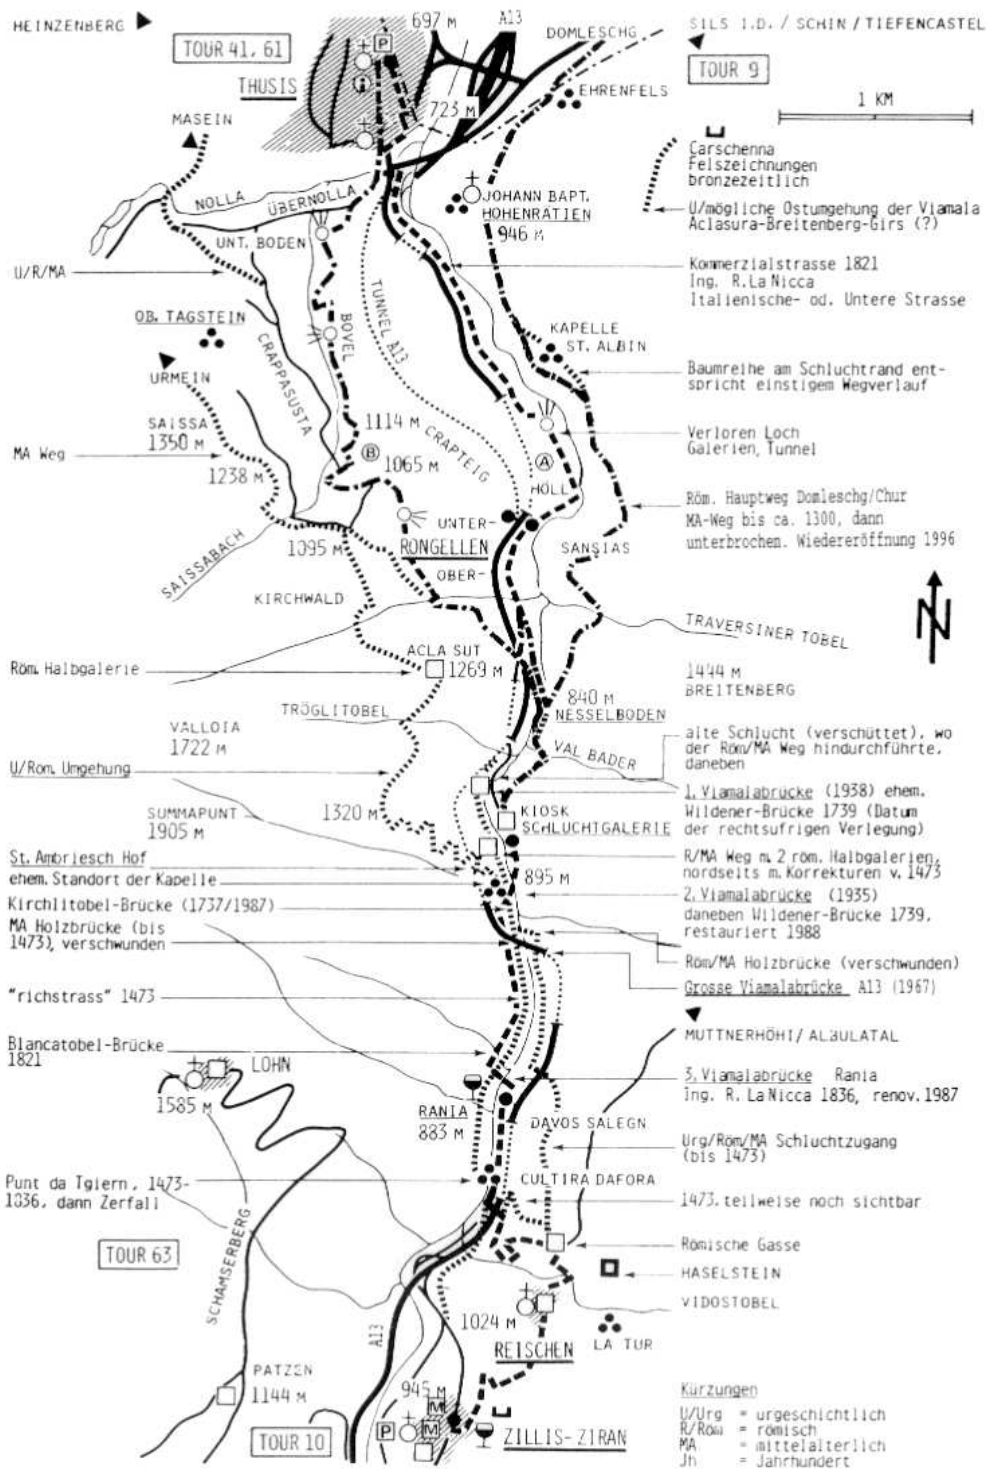 HEINZENBERG
697 M
A13
SILS I.D. / SCHIN / TIEFENCASTEL
DOMLESCHG
TOUR 41, 61
P
TOUR 9
THUSIS
i
EHRENFELS
1 KM
723 M
MASEIN
Carschenna
Felszeichnungen
bronzezeitlich
NOLLA
ÜBERNOLLA
JOHANN BAPT.
HOHENRÄTIEN
946 M
U/mögliche Ostumgehung der Viamala
Aclasura-Breitenberg-Girs (?)
UNT. BODEN
U/R/MA
Kommerzialstrasse 1821
Ing. R. La Nicca
Italienische- od. Untere Strasse
TUNNEL A13
OB. TAGSTEIN
BOVEL
KAPELLE
ST. ALBIN
CRAPPASUSTA
URMEIN
Baumreihe am Schluchtrand ent-
spricht einstigem Wegverlauf
SAISSA
1350 M
1114 M
CRAPTEIG
Verloren Loch
Galerien, Tunnel
MA Weg
B
1065 M
A
1238 M
HÖLL
Röm. Hauptweg Domleschg/Chur
MA-Weg bis ca. 1300, dann
unterbrochen. Wiedereröffnung 1996
UNTER-
RONGELLEN
1095 M
SANSIAS
SAISSABACH
OBER-
KIRCHWALD
N
TRAVERSINER TOBEL
ACLA SUT
1269 M
Röm. Halbgalerie
1444 M
BREITENBERG
840 M
NESSELBODEN
TRÖGLITOBEL
VALLOIA
1722 M
alte Schlucht (verschüttet), wo
der Röm/MA Weg hindurchführte,
daneben
VAL BADER
U/Röm. Umgehung
1. Viamalabrücke (1938) ehem.
Wildener-Brücke 1739 (Datum
der rechtsufrigen Verlegung)
SUMMAPUNT
1905 M
1320 M
KIOSK
SCHLUCHTGALERIE
St. Ambriesch Hof
ehem. Standort der Kapelle
R/MA Weg m. 2 röm. Halbgalerien,
nordseits m. Korrekturen v. 1473
895 M
Kirchlitobel-Brücke (1737/1987)
2. Viamalabrücke (1935)
daneben Wildener-Brücke 1739,
restauriert 1988
MA Holzbrücke (bis
1473), verschwunden
Röm/MA Holzbrücke (verschwunden)
"richstrass" 1473
Grosse Viamalabrücke A13 (1967)
MUTTNERHÖHI/ ALBULATAL
Blancatobel-Brücke
1821
LOHN
1585 M
3. Viamalabrücke Rania
Ing. R. La Nicca 1836, renov. 1987
RANIA
883 M
DAVOS SALEGN
Urg/Röm/MA Schluchtzugang
(bis 1473)
Punt da Tgiern, 1473-
1836, dann Zerfall
CULTIRA DAFORA
1473, teilweise noch sichtbar
SCHAMSERBERG
TOUR 63
Römische Gasse
HASELSTEIN
VIDOSTOBEL
A13
1024 M
REISCHEN
LA TUR
PATZEN
1144 M
945 M
M
M
P
TOUR 10
ZILLIS-ZIRAN
Kürzungen
U/Urg = urgeschichtlich
R/Röm = römisch
MA = mittelalterlich
Jh = Jahrhundert